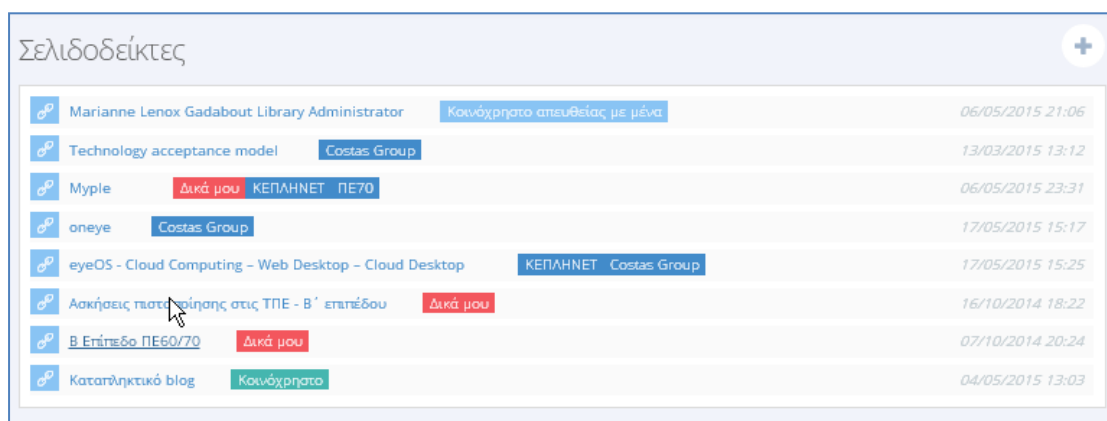 Σελιδοδείκτες
Marianne Lenox Gadabout Library Administrator Κοινόχρηστο απευθείας με μένα 06/05/2015 21:06
Technology acceptance model Costas Group 13/03/2015 13:12
Myple Δικά μου ΚΕΠΛΗΝΕΤ ΠΕ70 06/05/2015 23:31
oneye Costas Group 17/05/2015 15:17
eyeOS - Cloud Computing – Web Desktop – Cloud Desktop ΚΕΠΛΗΝΕΤ Costas Group 17/05/2015 15:25
Ασκήσεις πιστοποίησης στις ΤΠΕ - Β΄ επιπέδου Δικά μου 16/10/2014 18:22
Β Επίπεδο ΠΕ60/70 Δικά μου 07/10/2014 20:24
Καταπληκτικό blog Κοινόχρηστο 04/05/2015 13:03